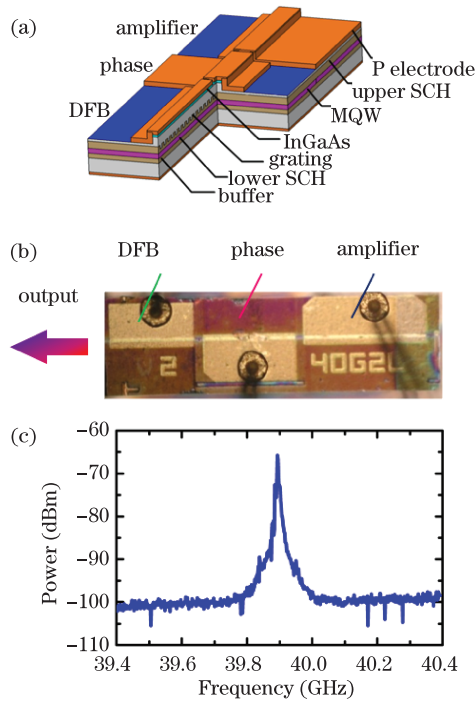 (a)
amplifier
phase
DFB
P electrode
upper SCH
MQW
InGaAs
grating
lower SCH
buffer
(b)
DFB phase amplifier
output
2 40G2
(c)
−60
−70
−80
−90
−100
−110
Power (dBm)
39.4 39.6 39.8 40.0 40.2 40.4
Frequency (GHz)